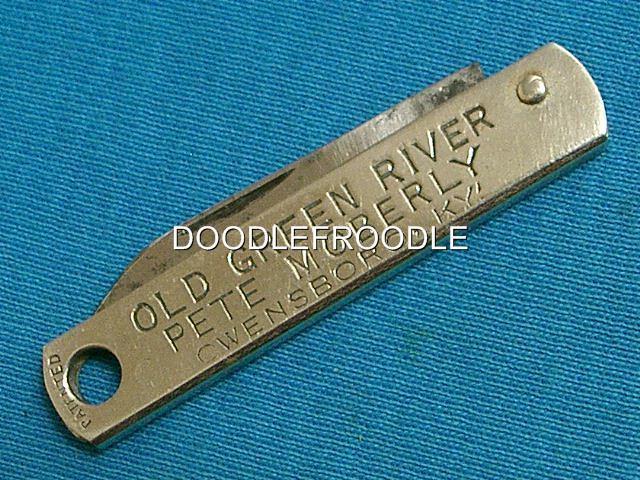 OLD GREEN RIVER
PETE MOBERLY
OWENSBORO, KY.
PATENTED
DOODLEFROODLE